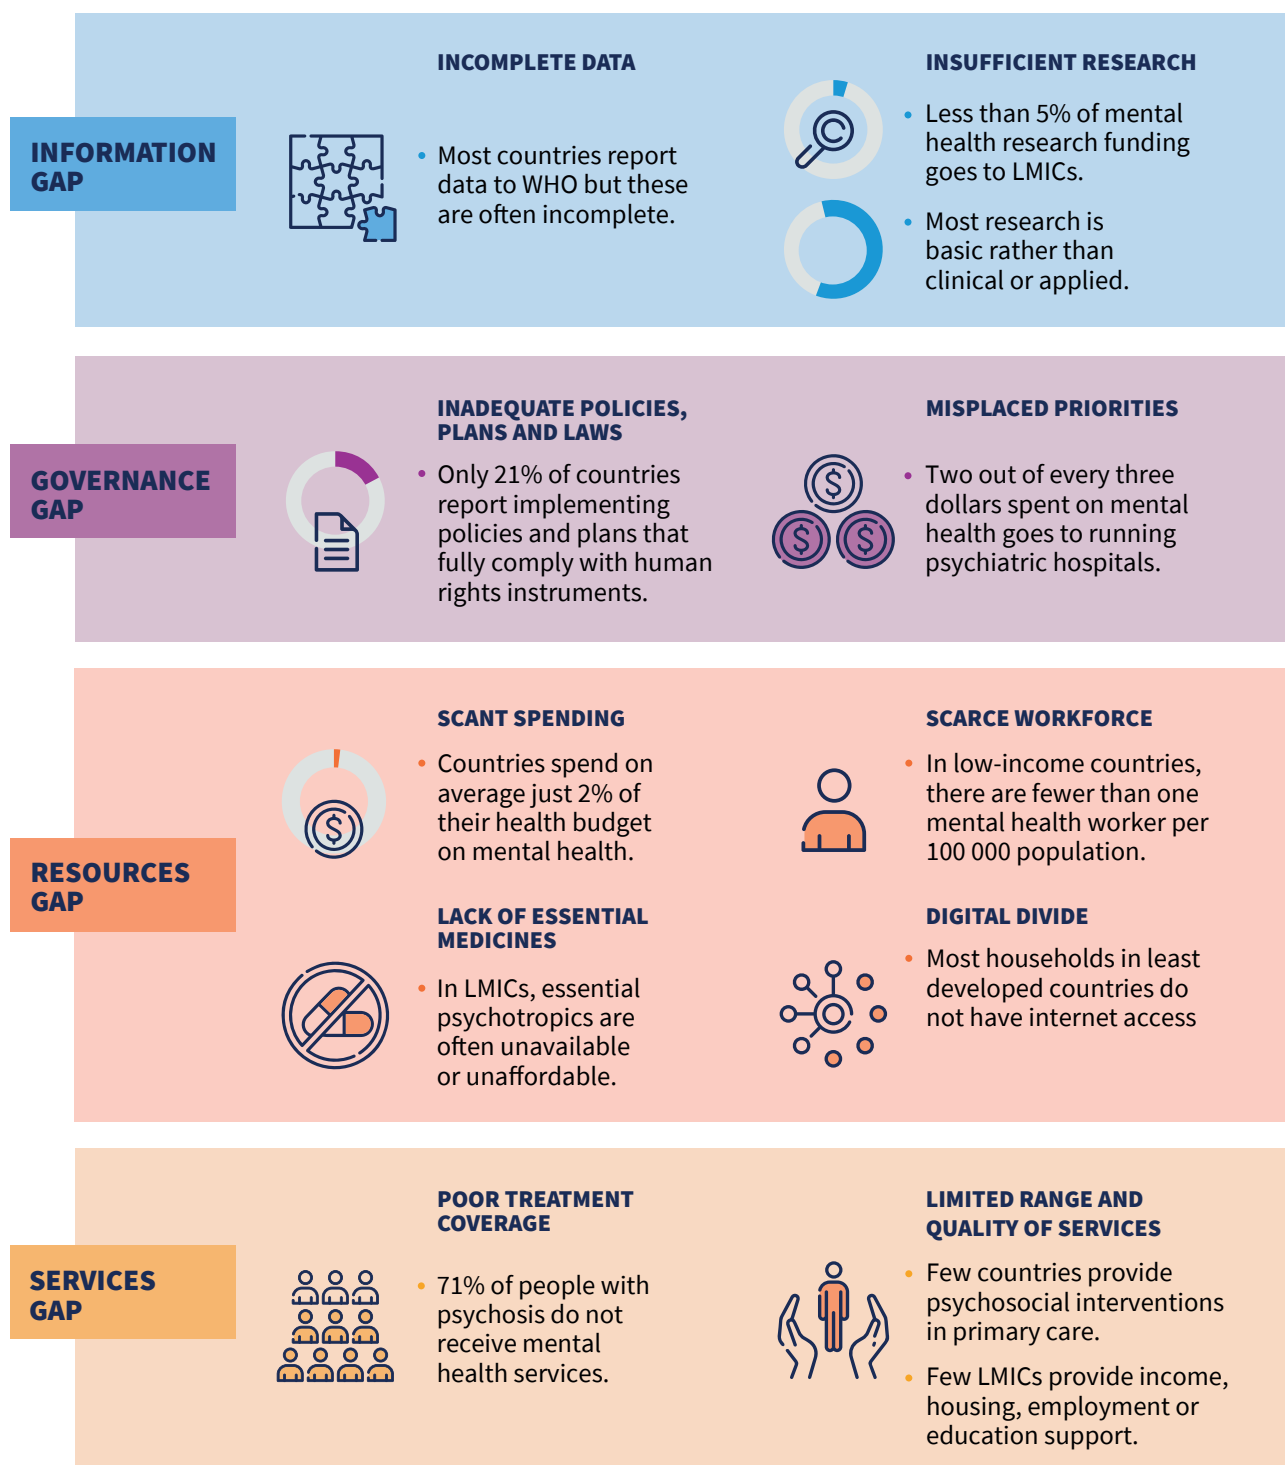 INFORMATION
GAP
INCOMPLETE DATA
• Most countries report
data to WHO but these
are often incomplete.
INSUFFICIENT RESEARCH
• Less than 5% of mental
health research funding
goes to LMICs.
• Most research is
basic rather than
clinical or applied.
GOVERNANCE
GAP
INADEQUATE POLICIES,
PLANS AND LAWS
• Only 21% of countries
report implementing
policies and plans that
fully comply with human
rights instruments.
MISPLACED PRIORITIES
$
$ $
• Two out of every three
dollars spent on mental
health goes to running
psychiatric hospitals.
RESOURCES
GAP
SCANT SPENDING
$
• Countries spend on
average just 2% of
their health budget
on mental health.
SCARCE WORKFORCE
• In low-income countries,
there are fewer than one
mental health worker per
100 000 population.
LACK OF ESSENTIAL
MEDICINES
• In LMICs, essential
psychotropics are
often unavailable
or unaffordable.
DIGITAL DIVIDE
• Most households in least
developed countries do
not have internet access
SERVICES
GAP
POOR TREATMENT
COVERAGE
• 71% of people with
psychosis do not
receive mental
health services.
LIMITED RANGE AND
QUALITY OF SERVICES
• Few countries provide
psychosocial interventions
in primary care.
• Few LMICs provide income,
housing, employment or
education support.